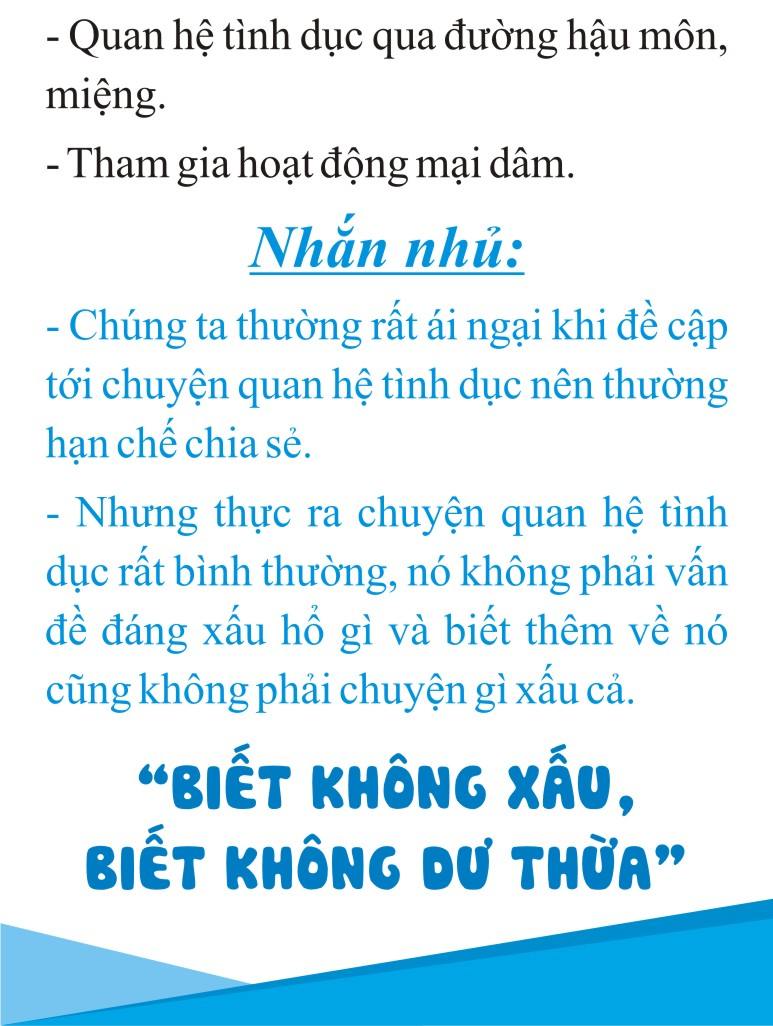 - Quan hệ tình dục qua đường hậu môn,
miệng.
- Tham gia hoạt động mại dâm.
Nhắn nhủ:
- Chúng ta thường rất ái ngại khi đề cập
tới chuyện quan hệ tình dục nên thường
hạn chế chia sẻ.
- Nhưng thực ra chuyện quan hệ tình
dục rất bình thường, nó không phải vấn
đề đáng xấu hổ gì và biết thêm về nó
cũng không phải chuyện gì xấu cả.
“BIẾT KHÔNG XẤU,
BIẾT KHÔNG DƯ THỪA”